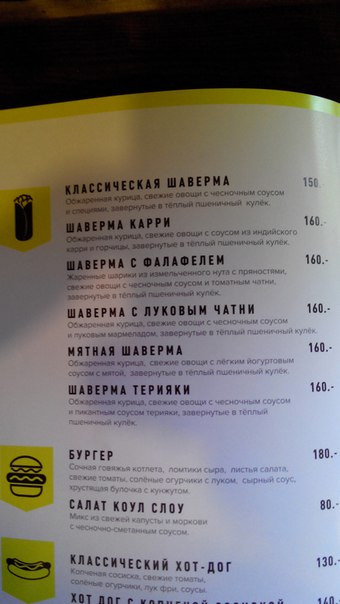 КЛАССИЧЕСКАЯ ШАВЕРМА 150.
Обжаренная курица, свежие овощи с чесночным соусом
и специями, завернутые в тёплый пшеничный кулёк.
ШАВЕРМА КАРРИ 160.-
Обжаренная курица, свежие овощи с соусом из индийского
карри и горчицы, завернутые в тёплый пшеничный кулёк.
ШАВЕРМА С ФАЛАФЕЛЕМ 160.-
Жаренные шарики из измельченного нута с пряностями,
свежие овощи с чесночным соусом и томатным чатни,
завернутые в тёплый пшеничный кулёк.
ШАВЕРМА С ЛУКОВЫМ ЧАТНИ 160.-
Обжаренная курица, свежие овощи с чесночным соусом
и луковым мармеладом, завернутые в тёплый пшеничный кулёк.
МЯТНАЯ ШАВЕРМА 160.-
Обжаренная курица, свежие овощи с лёгким йогуртовым
соусом с мятой, завернутые в тёплый пшеничный кулёк.
ШАВЕРМА ТЕРИЯКИ 160.-
Обжаренная курица, свежие овощи с чесночным соусом
и пикантным соусом терияки, завернутые в тёплый
пшеничный кулёк.
БУРГЕР 180.-
Сочная говяжья котлета, ломтики сыра, листья салата,
свежие томаты, солёные огурчики с луком, сырный соус,
хрустящая булочка с кунжутом.
САЛАТ КОУЛ СЛОУ 80.-
Микс из свежей капусты и моркови
с чесночно-сметанным соусом.
КЛАССИЧЕСКИЙ ХОТ-ДОГ 130.-
Копченая сосиска, свежие томаты,
солёные огурчики, лук фри, соусы.
ХОТ ДОГ С КОПЧЕНОЙ СОСИСКОЙ 160.-